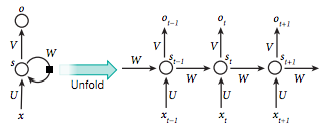 o o_{t-1} o_t o_{t+1}
V W V V V
s s_{t-1} s_t s_{t+1}
W W W W
Unfold
U U U U
x x_{t-1} x_t x_{t+1}